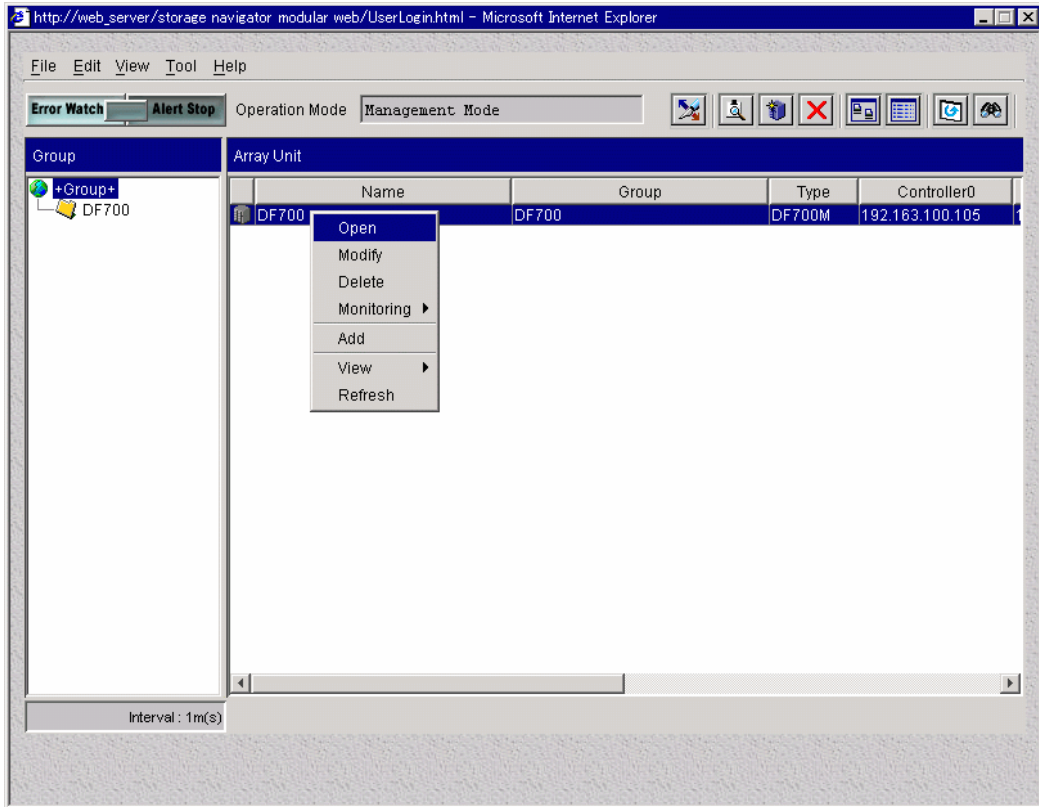 http://web_server/storage navigator modular web/UserLogin.html - Microsoft Internet Explorer
File Edit View Tool Help
Error Watch Alert Stop Operation Mode Management Mode
Group Array Unit
+Group+
DF700
Name Group Type Controller0
DF700 DF700 DF700M 192.163.100.105 1
Open
Modify
Delete
Monitoring
Add
View
Refresh
Interval : 1m(s)